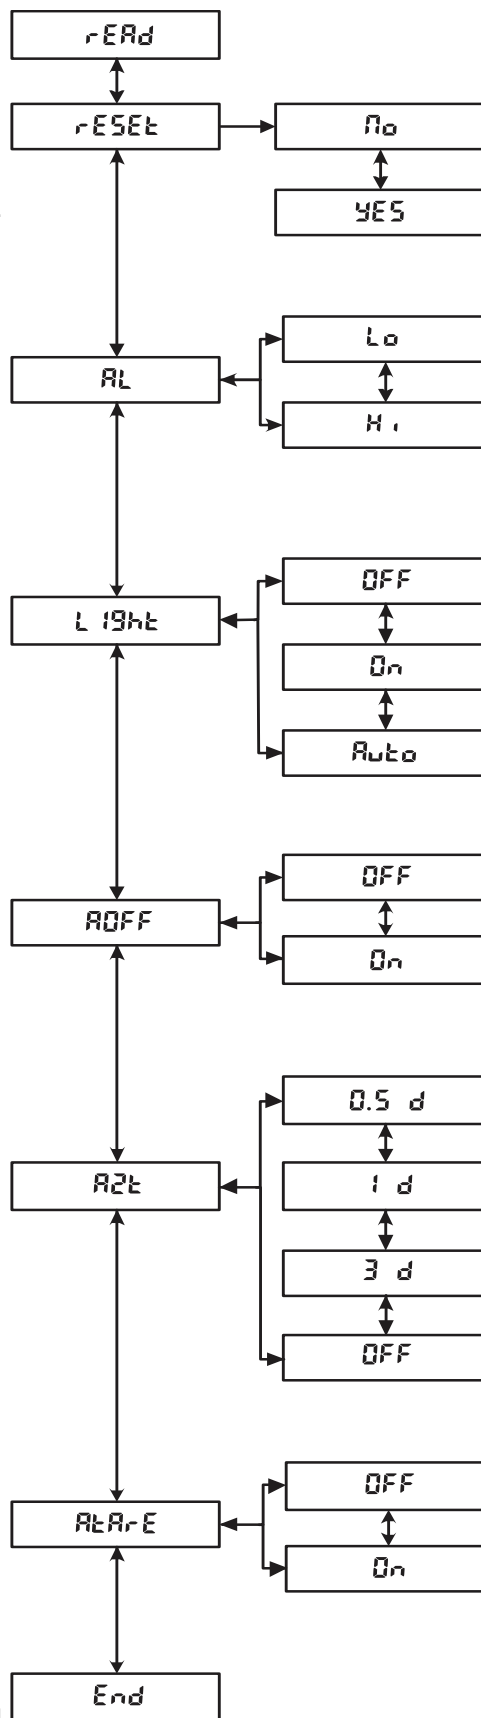 rEAd
rESEt
No
YES
AL
Lo
Hi
LIGht
OFF
On
Auto
AOFF
OFF
On
A2t
0.5 d
1 d
3 d
OFF
AtArE
OFF
On
End